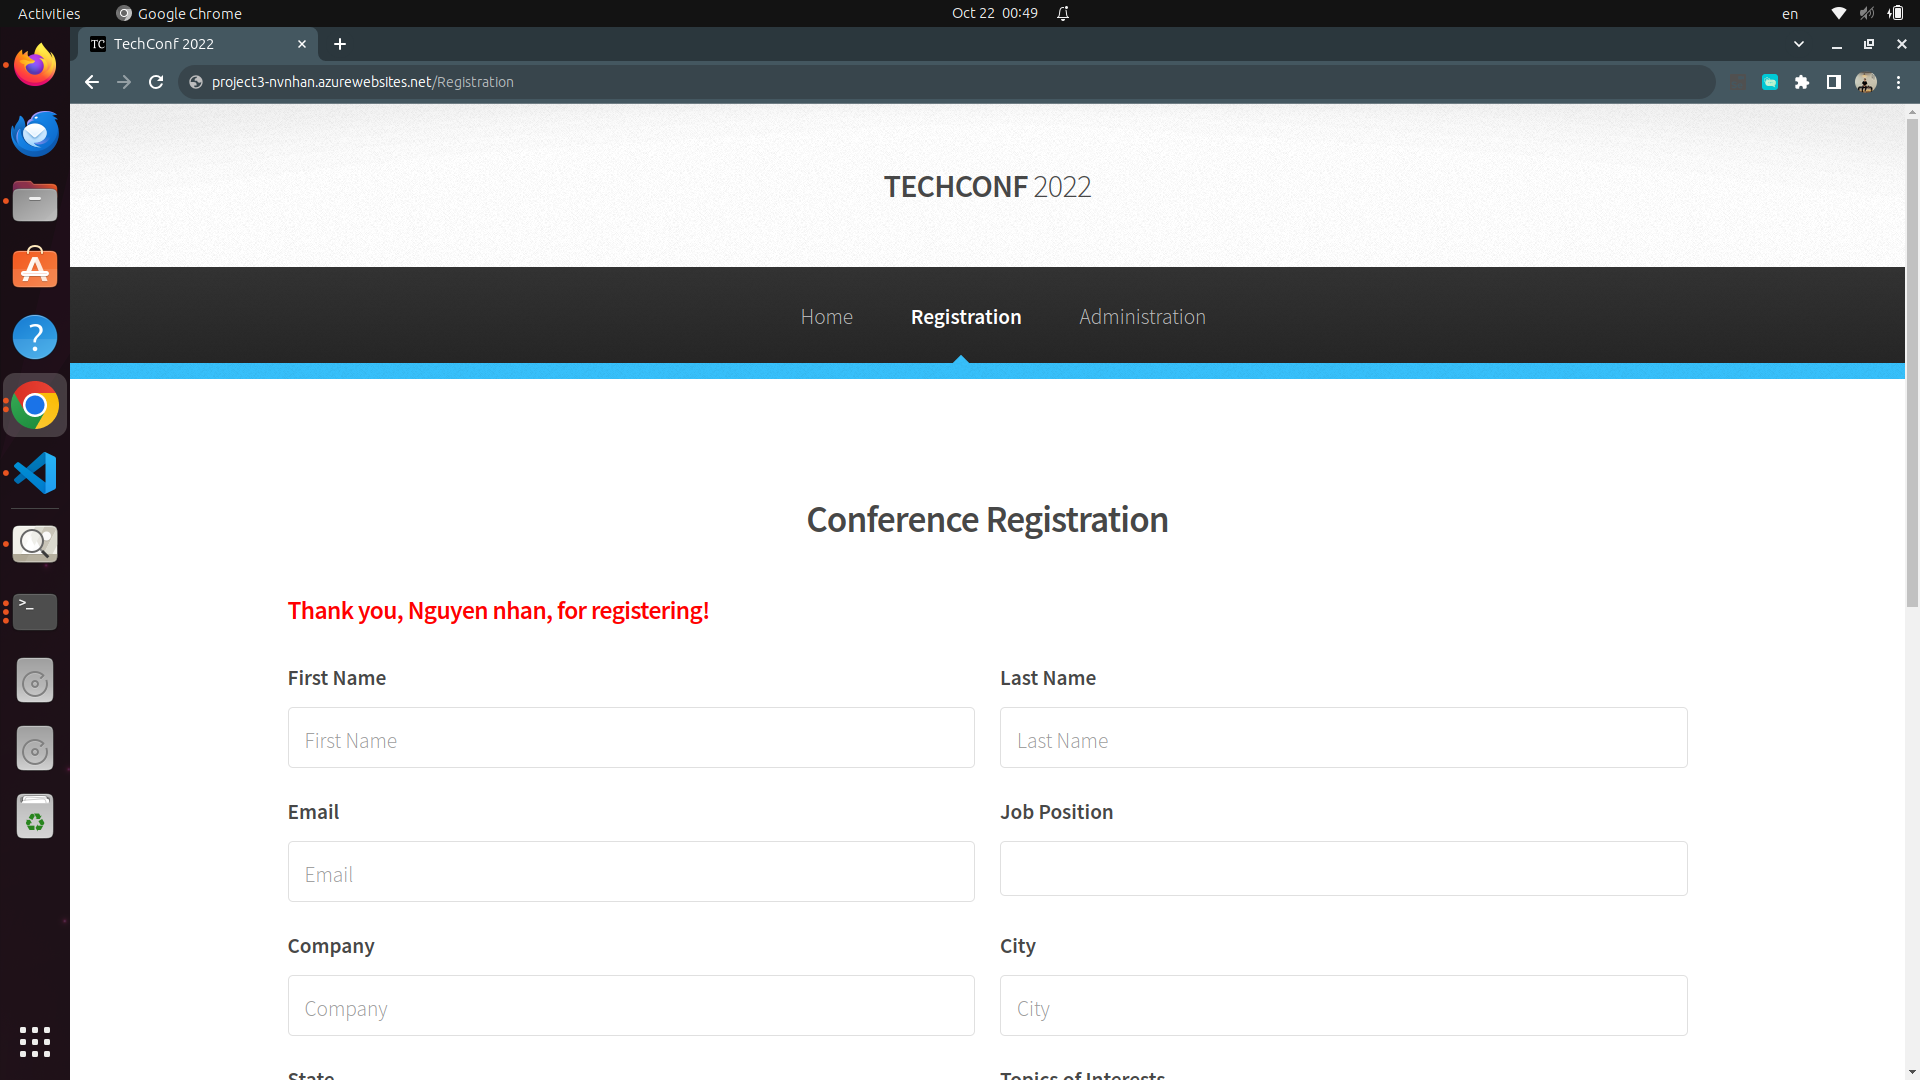 Activities
Google Chrome
Oct 22 00:49
en
TC
TechConf 2022
project3-nvnhan.azurewebsites.net/Registration
TECHCONF 2022
Home
Registration
Administration
Conference Registration
Thank you, Nguyen nhan, for registering!
First Name
Last Name
First Name
Last Name
Email
Job Position
Email
Company
City
Company
City
State
Topics of Interests